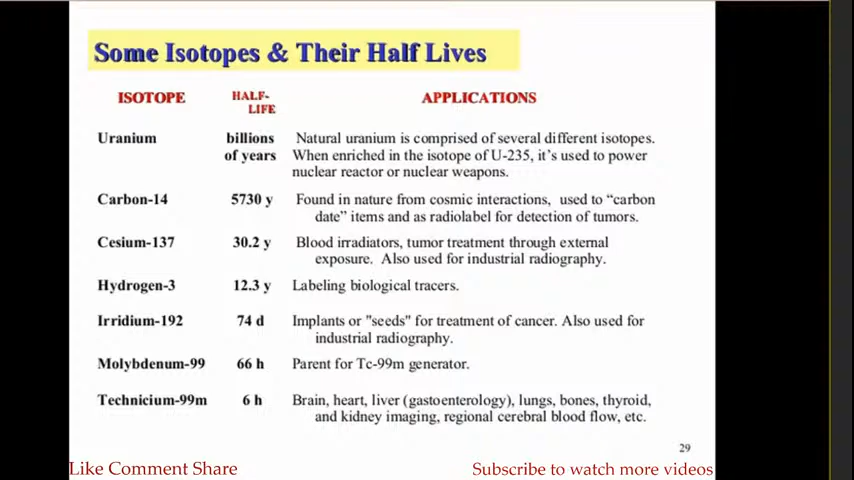 Some Isotopes & Their Half Lives
ISOTOPE HALF-LIFE APPLICATIONS
Uranium billions of years Natural uranium is comprised of several different isotopes.
When enriched in the isotope of U-235, it's used to power
nuclear reactor or nuclear weapons.
Carbon-14 5730 y Found in nature from cosmic interactions, used to "carbon
date" items and as radiolabel for detection of tumors.
Cesium-137 30.2 y Blood irradiators, tumor treatment through external
exposure. Also used for industrial radiography.
Hydrogen-3 12.3 y Labeling biological tracers.
Irridium-192 74 d Implants or "seeds" for treatment of cancer. Also used for
industrial radiography.
Molybdenum-99 66 h Parent for Tc-99m generator.
Technicium-99m 6 h Brain, heart, liver (gastoenterology), lungs, bones, thyroid,
and kidney imaging, regional cerebral blood flow, etc.
29
Like Comment Share
Subscribe to watch more videos